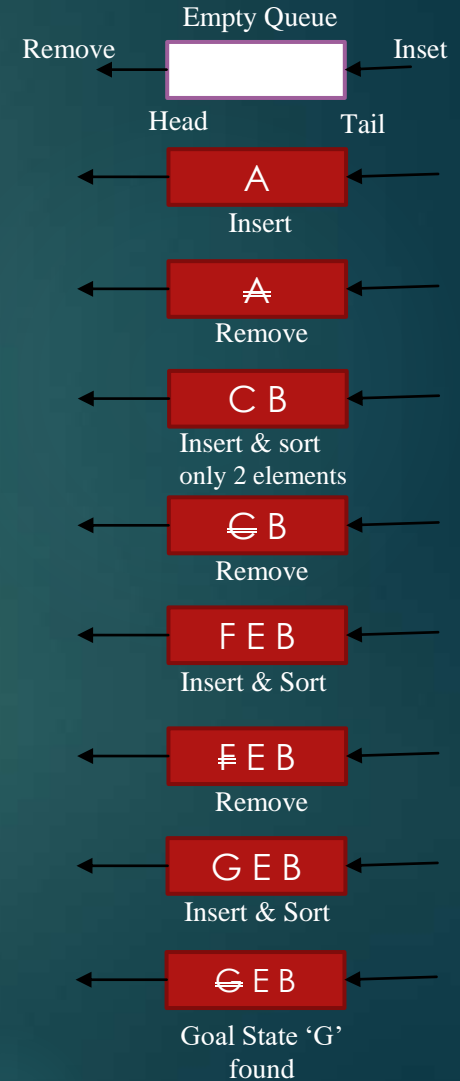 Empty Queue
Remove Inset
Head Tail
A
Insert
A
Remove
C B
Insert & sort
only 2 elements
C B
Remove
F E B
Insert & Sort
F E B
Remove
G E B
Insert & Sort
G E B
Goal State ‘G’
found